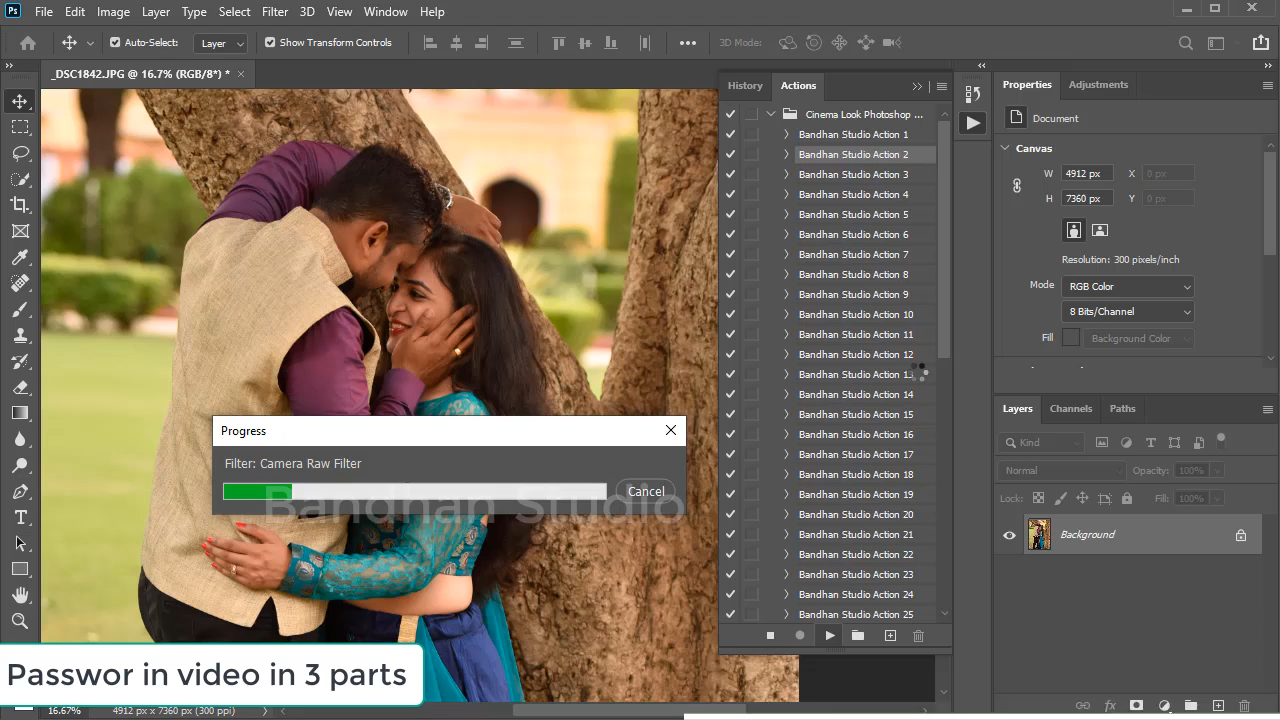 Ps File Edit Image Layer Type Select Filter 3D View Window Help
Auto-Select: Layer Show Transform Controls ••• 3D Mode:
_DSC1842.JPG @ 16.7% (RGB/8*) *
History Actions
Cinema Look Photoshop ...
Bandhan Studio Action 1
Bandhan Studio Action 2
Bandhan Studio Action 3
Bandhan Studio Action 4
Bandhan Studio Action 5
Bandhan Studio Action 6
Bandhan Studio Action 7
Bandhan Studio Action 8
Bandhan Studio Action 9
Bandhan Studio Action 10
Bandhan Studio Action 11
Bandhan Studio Action 12
Bandhan Studio Action 13
Bandhan Studio Action 14
Bandhan Studio Action 15
Bandhan Studio Action 16
Bandhan Studio Action 17
Bandhan Studio Action 18
Bandhan Studio Action 19
Bandhan Studio Action 20
Bandhan Studio Action 21
Bandhan Studio Action 22
Bandhan Studio Action 23
Bandhan Studio Action 24
Bandhan Studio Action 25
Properties Adjustments
Document
Canvas
W 4912 px X 0 px
H 7360 px Y 0 px
Resolution: 300 pixels/inch
Mode RGB Color
8 Bits/Channel
Fill Background Color
Layers Channels Paths
Kind
Normal Opacity: 100%
Lock: Fill: 100%
Background
fx
Progress
Filter: Camera Raw Filter
Cancel
Bandhan Studio
Passwor in video in 3 parts
16.67% 4912 px x 7360 px (300 ppi)